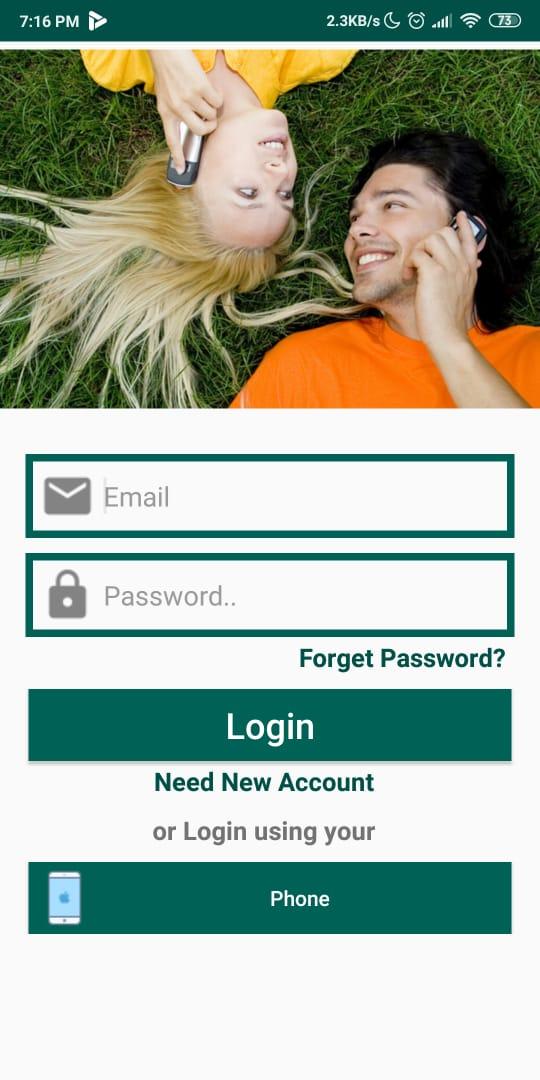 7:16 PM 2.3KB/s 73
Email
Password..
Forget Password?
Login
Need New Account
or Login using your
Phone